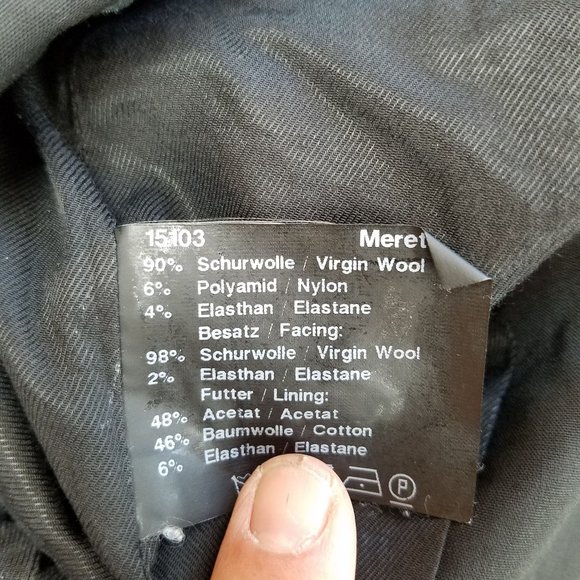 15103 Meret
90% Schurwolle / Virgin Wool
6% Polyamid / Nylon
4% Elasthan / Elastane
Besatz / Facing:
98% Schurwolle / Virgin Wool
2% Elasthan / Elastane
Futter / Lining:
48% Acetat / Acetat
46% Baumwolle / Cotton
6% Elasthan / Elastane
P